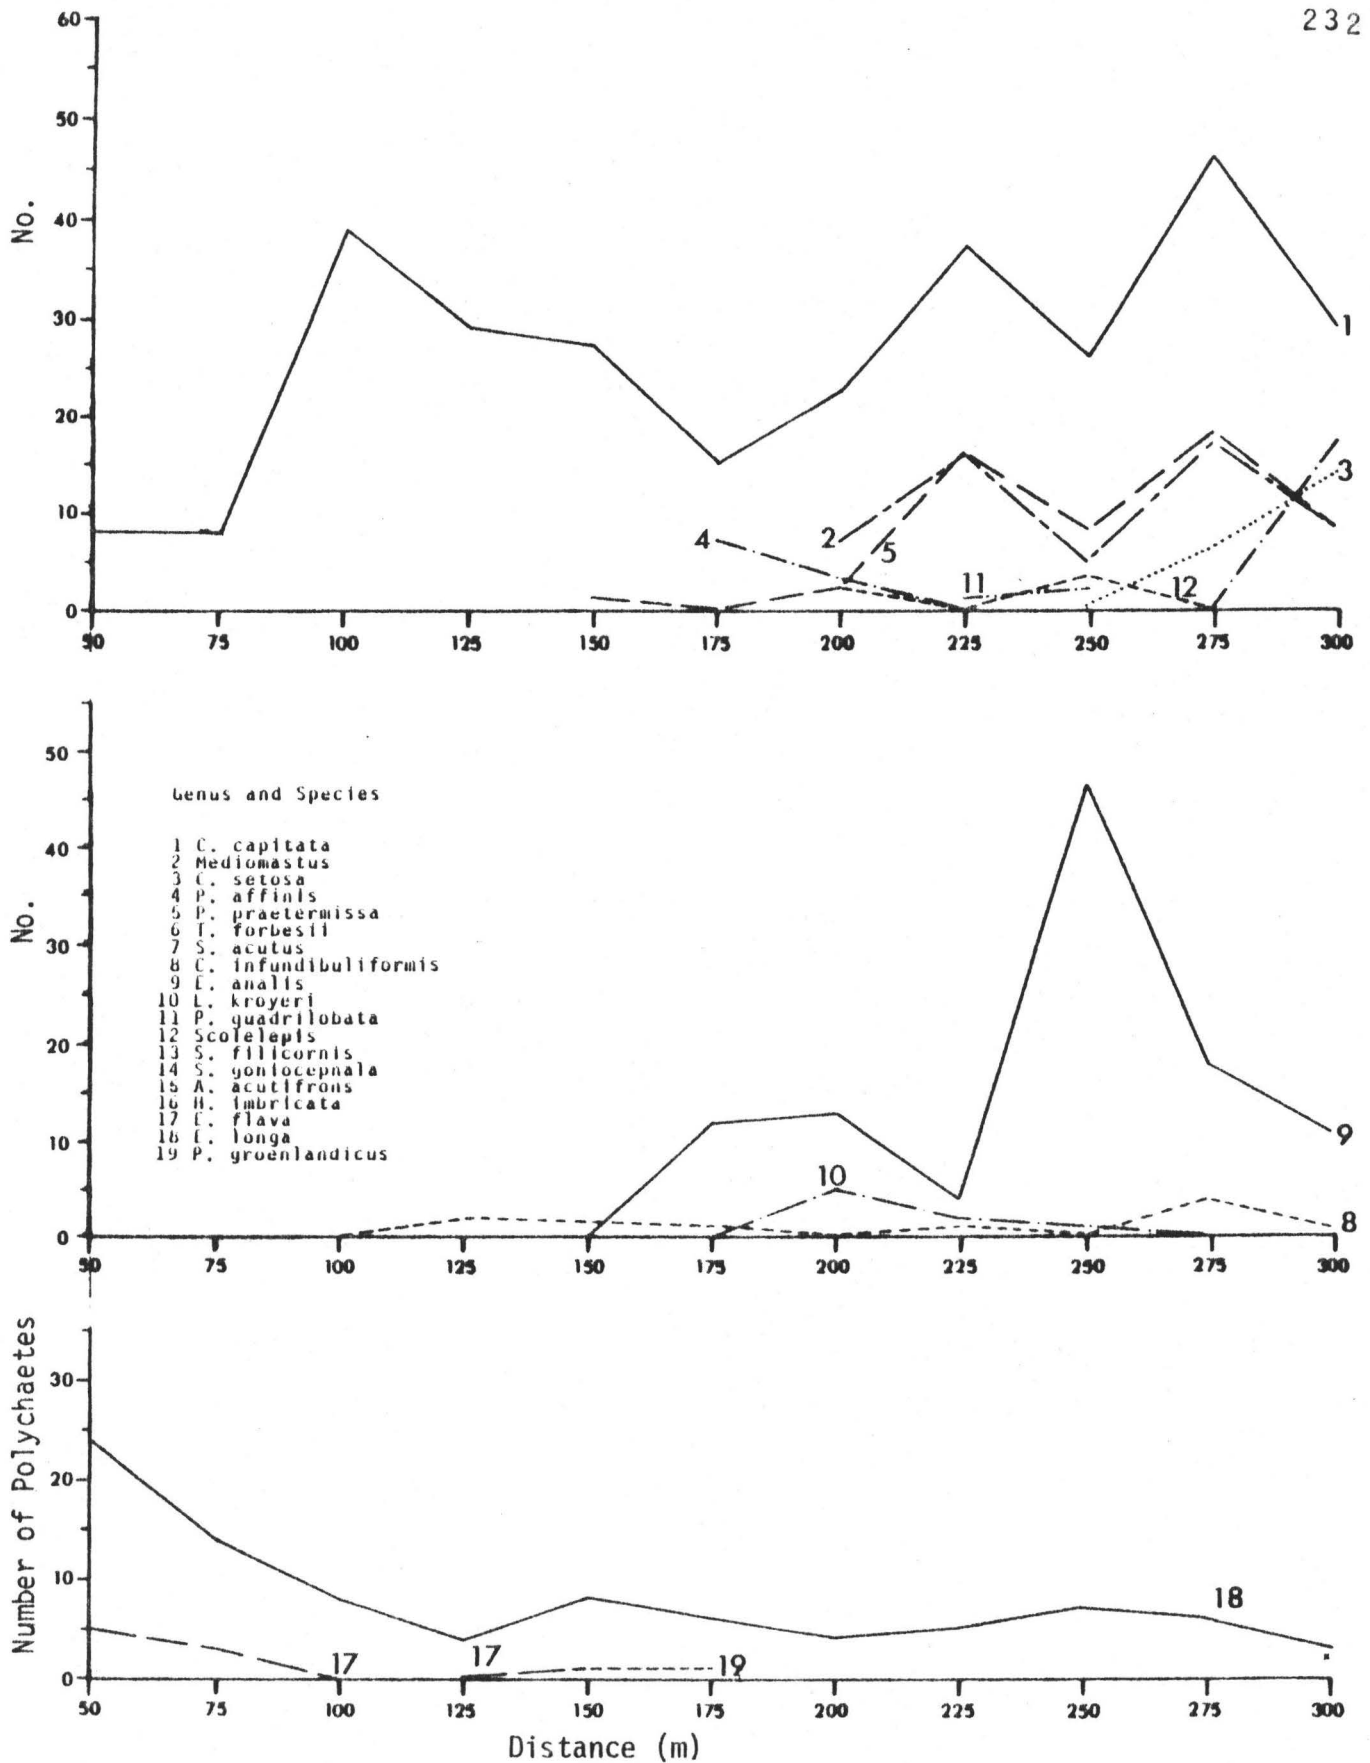 232
60
50
40
30
20
10
0
No.
1
2
3
4
5
11
12
50 75 100 125 150 175 200 225 250 275 300
50
40
30
20
10
0
No.
Genus and Species
1 C. capitata
2 Mediomastus
3 C. setosa
4 P. affinis
5 P. praetermissa
6 T. forbesii
7 S. acutus
8 C. infundibuliformis
9 E. analis
10 L. kroyeri
11 P. quadrilobata
12 Scolelepis
13 S. filicornis
14 S. goniocepnala
15 A. acutifrons
16 H. imbricata
17 E. flava
18 E. longa
19 P. groenlandicus
10
9
8
50 75 100 125 150 175 200 225 250 275 300
30
20
10
0
Number of Polychaetes
17
17
19
18
50 75 100 125 150 175 200 225 250 275 300
Distance (m)